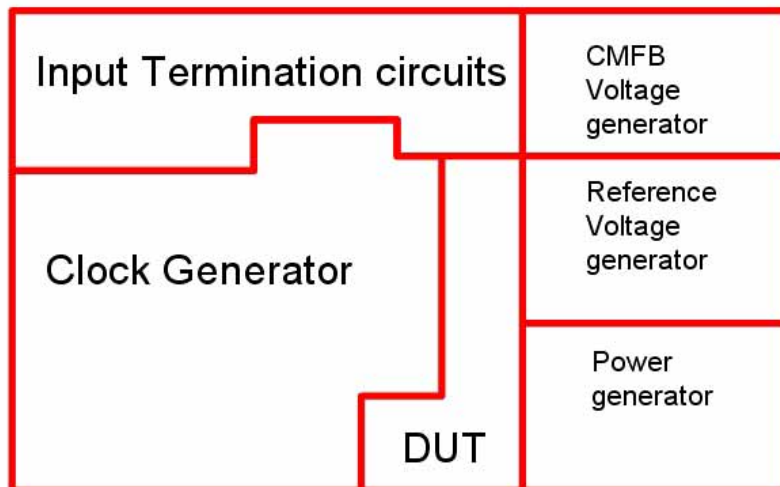 Input Termination circuits
CMFB
Voltage
generator
Reference
Voltage
generator
Clock Generator
Power
generator
DUT